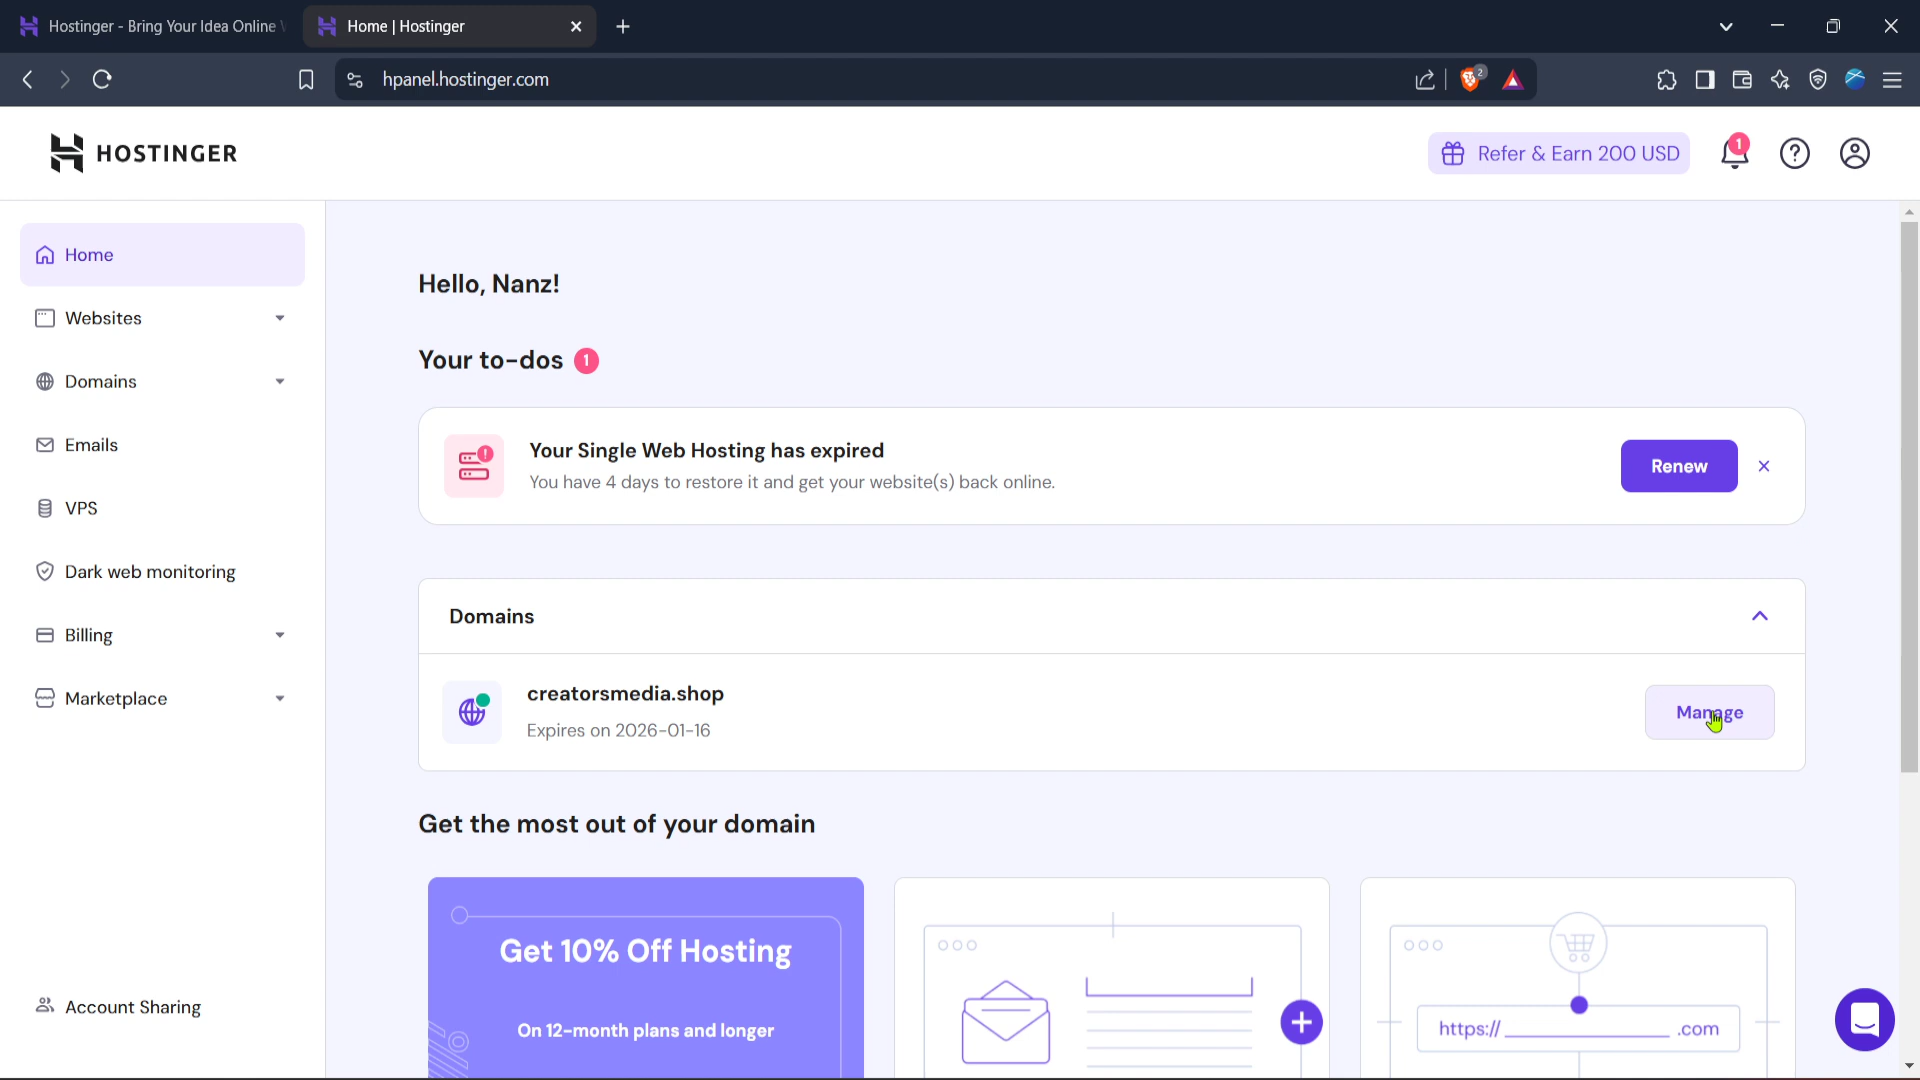 Hostinger - Bring Your Idea Online
Home | Hostinger
hpanel.hostinger.com
2
HOSTINGER
Refer & Earn 200 USD
1
Home
Websites
Domains
Emails
VPS
Dark web monitoring
Billing
Marketplace
Account Sharing
Hello, Nanz!
Your to-dos 1
Your Single Web Hosting has expired
You have 4 days to restore it and get your website(s) back online.
Renew
Domains
creatorsmedia.shop
Expires on 2026-01-16
Manage
Get the most out of your domain
Get 10% Off Hosting
On 12-month plans and longer
%
https:// .com